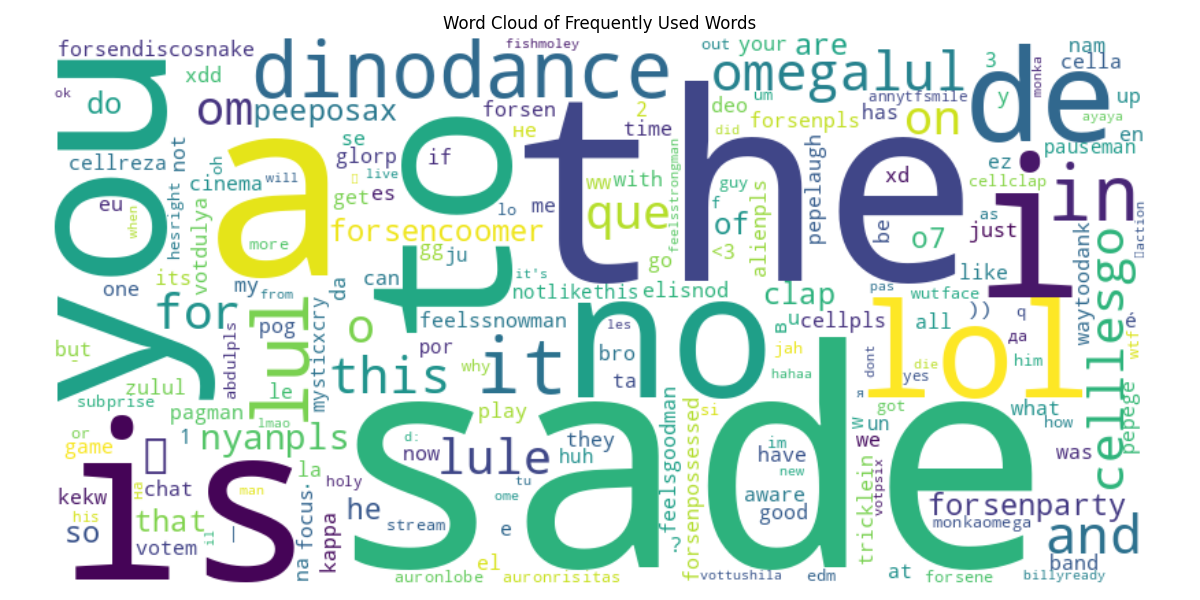 Word Cloud of Frequently Used Words
forsendiscosnake
fishmoley
out your are
nam
cella
ok
do
xdd
dinodance
omegalul
3
y
monka
de
up
ayaya
en
you
om
peeposax
forsen
не
2
time
deo
um
did
forsenpls
annytfsmile
has
on
pauseman
cellreza
not
oh
se
glorp
if
to
the
feelsstrongman
pepelaugh
xd
ez
cellclap
in
i
eu
when
hesright
cinema
votdulya
will
a
more
live
get
es
lo
me
ww
with
que
guy
f
of
<3
alienpls
be
o7
as
just
action
forsencoomer
gg
ju
go
like
waytoodank
celllesgo
one
its
my
from
da
can
it's
notlikethis
elisnod
clap
pas
wutface
))
q
é
for
pog
lul
mysticxcry
o
feelssnowman
no
les
в
u
cellpls
all
да
wtf
but
-
abdulpls
por
it
bro
jah
lol
him
die
zulul
le
this
why
ta
hahaa
dont
yes
я
subprise
pagman
lmao
play
si
got
what
pepege
or
game
1
nyanpls
d:
now
lule
they
huh
feelsgoodman
forsenpossessed
im
have
new
w
un
we
how
was
is
на
chat
la
holy
sade
tu
ome
aware
good
tricklein
votpsix
kekw
his
so
that
man
il
|
votem
na
focus
kappa
he
stream
e
?
forsenparty
monkaomega
and
band
auronlobe
el
auronrisitas
vottushila
edm
at
forsene
billyready